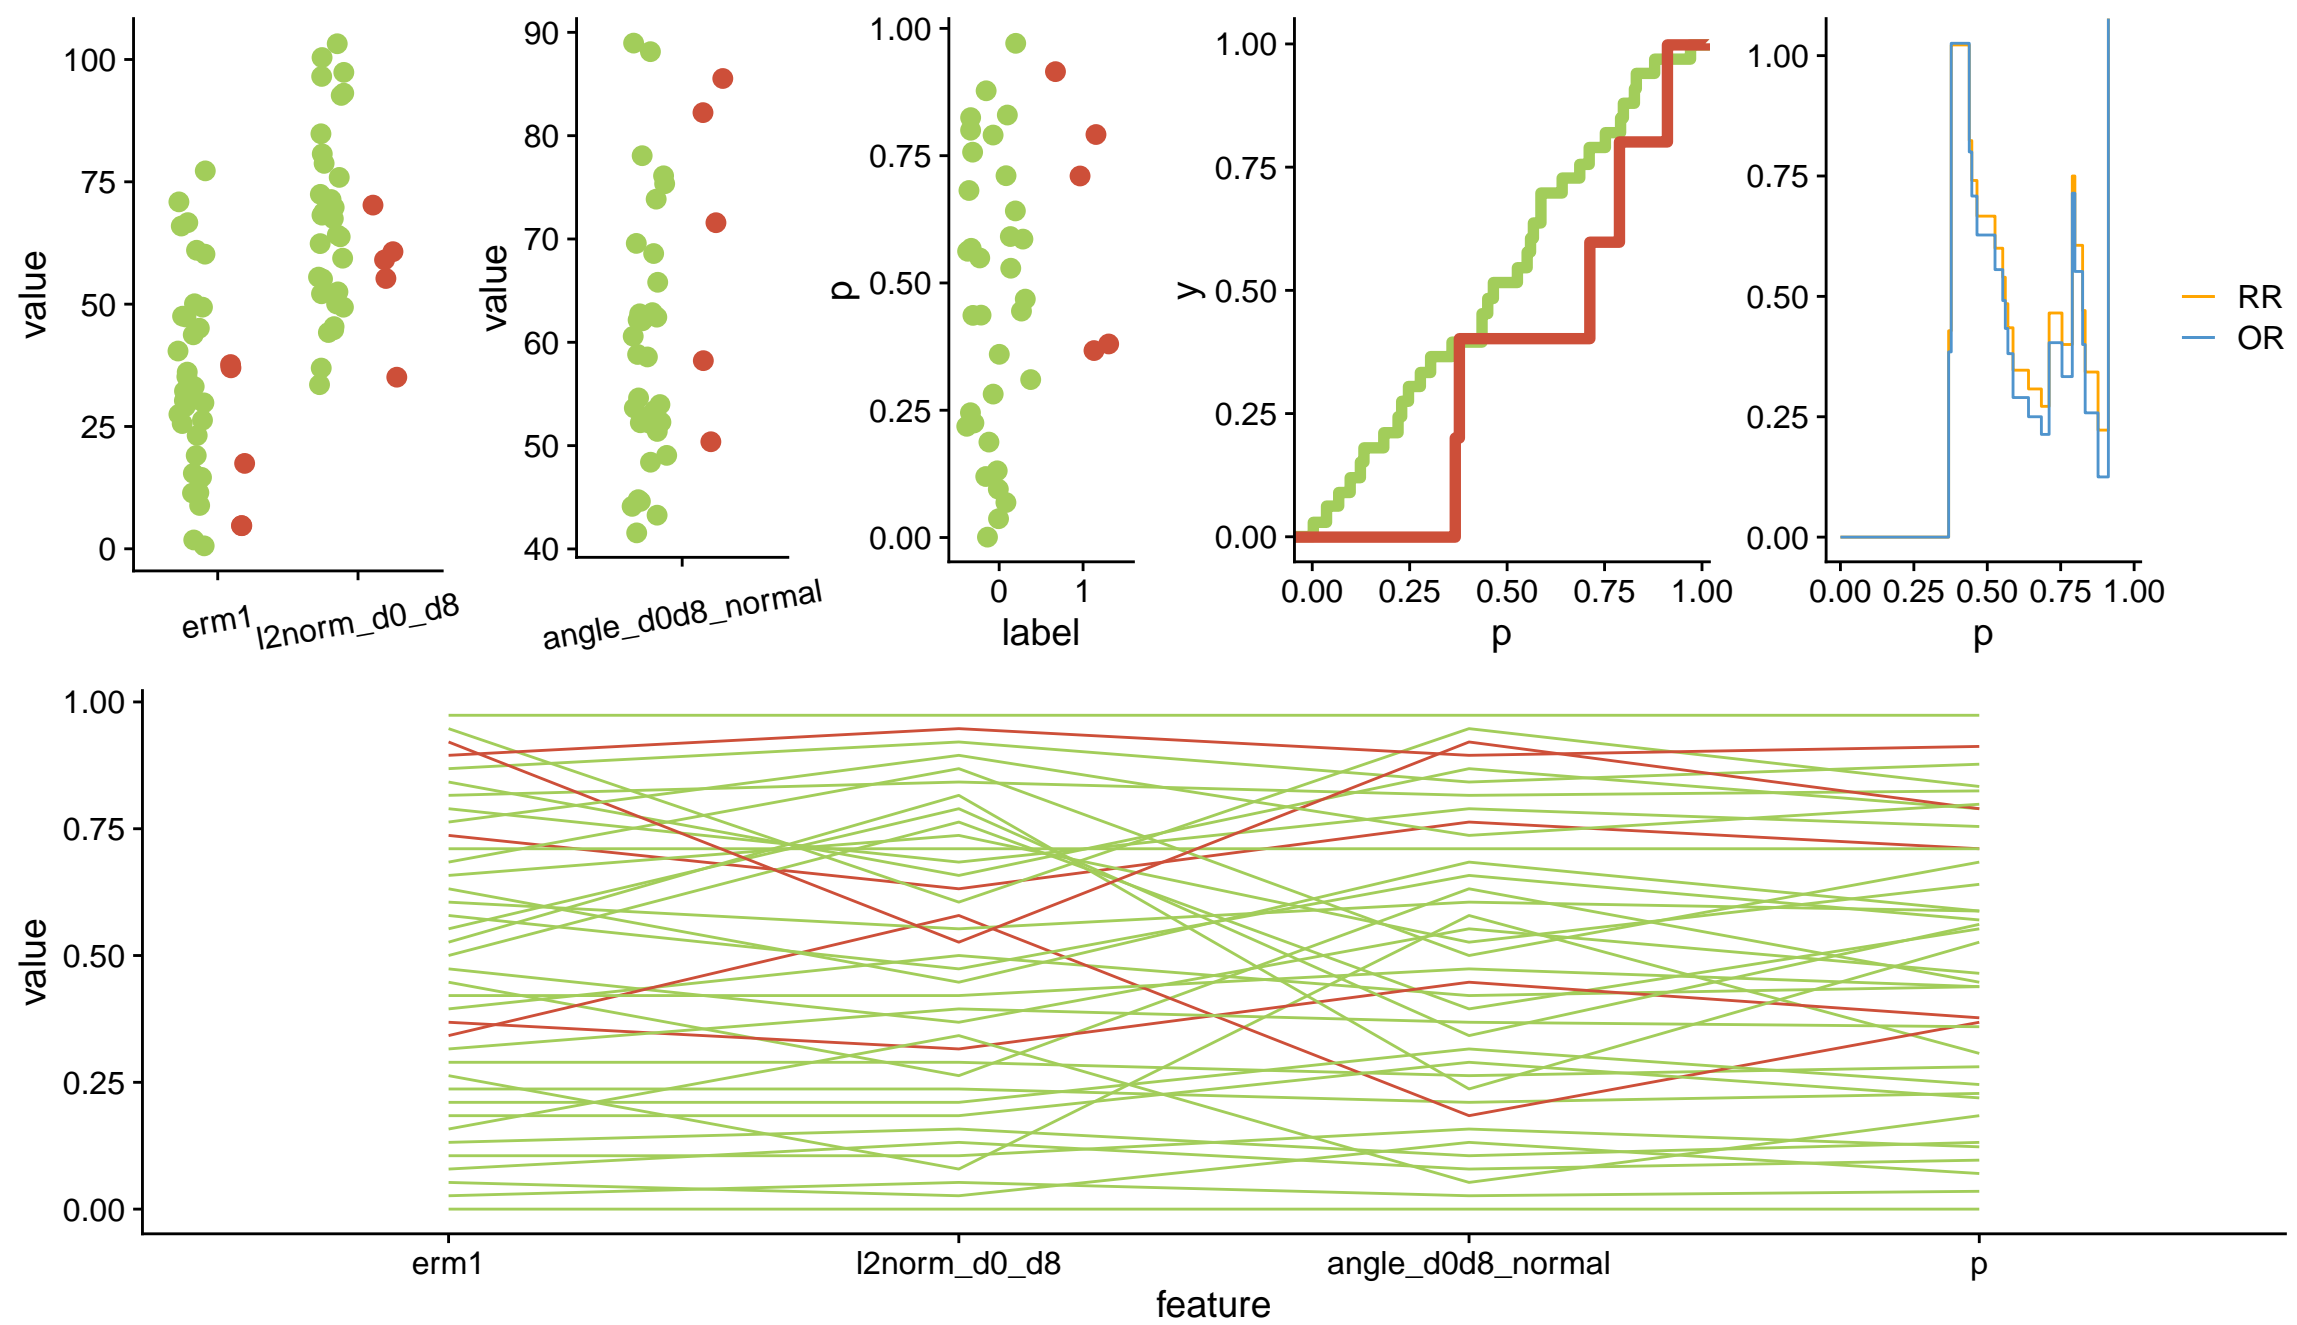 value
100
75
50
25
0
erm1
l2norm_d0_d8
value
90
80
70
60
50
40
angle_d0d8_normal
p
1.00
0.75
0.50
0.25
0.00
0 1
label
y
1.00
0.75
0.50
0.25
0.00
0.00 0.25 0.50 0.75 1.00
p
1.00
0.75
0.50
0.25
0.00
0.00 0.25 0.50 0.75 1.00
p
RR
OR
value
1.00
0.75
0.50
0.25
0.00
erm1 l2norm_d0_d8 angle_d0d8_normal p
feature